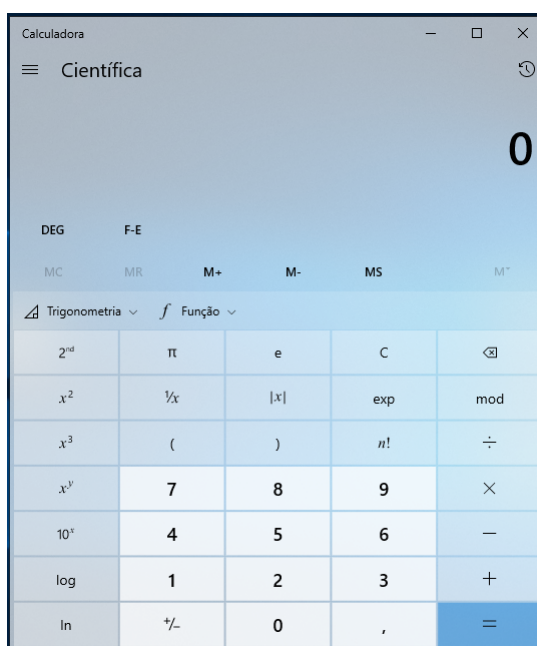 Calculadora
Científica
0
DEG F-E
MC MR M+ M- MS M˅
Trigonometria f Função
2ⁿᵈ π e C
x² ¹/x |x| exp mod
x³ ( ) n! ÷
xʸ 7 8 9 ×
10ˣ 4 5 6 −
log 1 2 3 +
ln +/− 0 , =